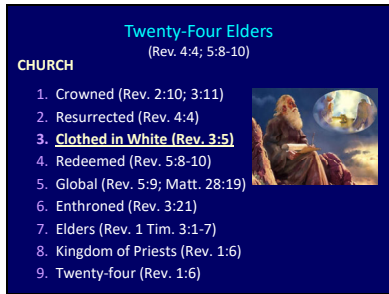 Twenty-Four Elders
(Rev. 4:4; 5:8-10)
CHURCH
1. Crowned (Rev. 2:10; 3:11)
2. Resurrected (Rev. 4:4)
3. Clothed in White (Rev. 3:5)
4. Redeemed (Rev. 5:8-10)
5. Global (Rev. 5:9; Matt. 28:19)
6. Enthroned (Rev. 3:21)
7. Elders (Rev. 1 Tim. 3:1-7)
8. Kingdom of Priests (Rev. 1:6)
9. Twenty-four (Rev. 1:6)